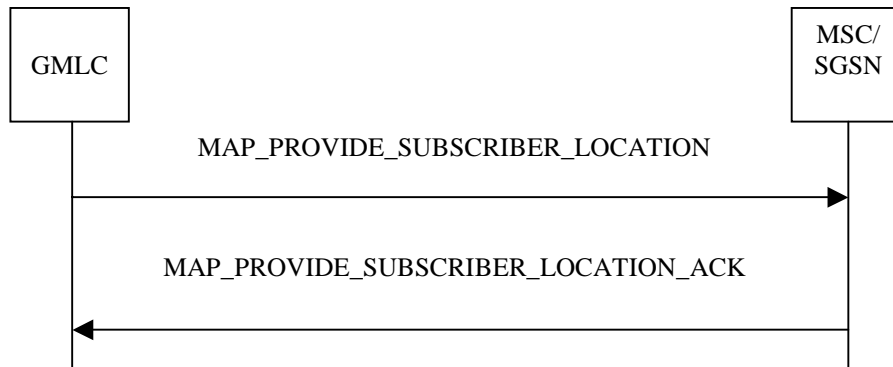 GMLC
MSC/
SGSN
MAP_PROVIDE_SUBSCRIBER_LOCATION
MAP_PROVIDE_SUBSCRIBER_LOCATION_ACK